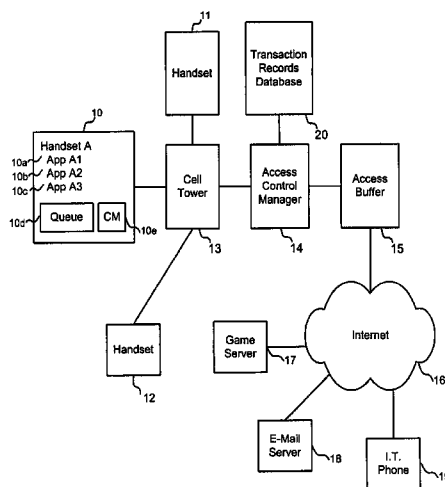 11
Handset
Transaction
Records
Database
20
10
Handset A
10a
App A1
10b
App A2
10c
App A3
10d
Queue
CM
10e
Cell
Tower
13
Access
Control
Manager
14
Access
Buffer
15
Handset
12
Game
Server
17
Internet
16
E-Mail
Server
18
I.T.
Phone